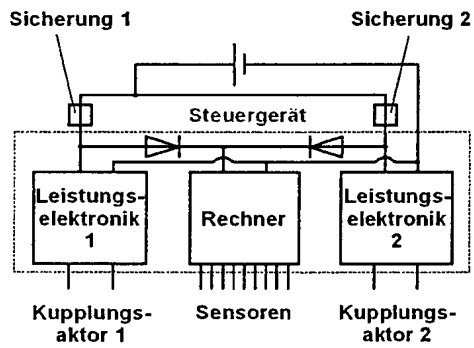 Sicherung 1
Sicherung 2
Steuergerät
Leistungs-
elektronik
1
Rechner
Leistungs-
elektronik
2
Kupplungs-
aktor 1
Sensoren
Kupplungs-
aktor 2